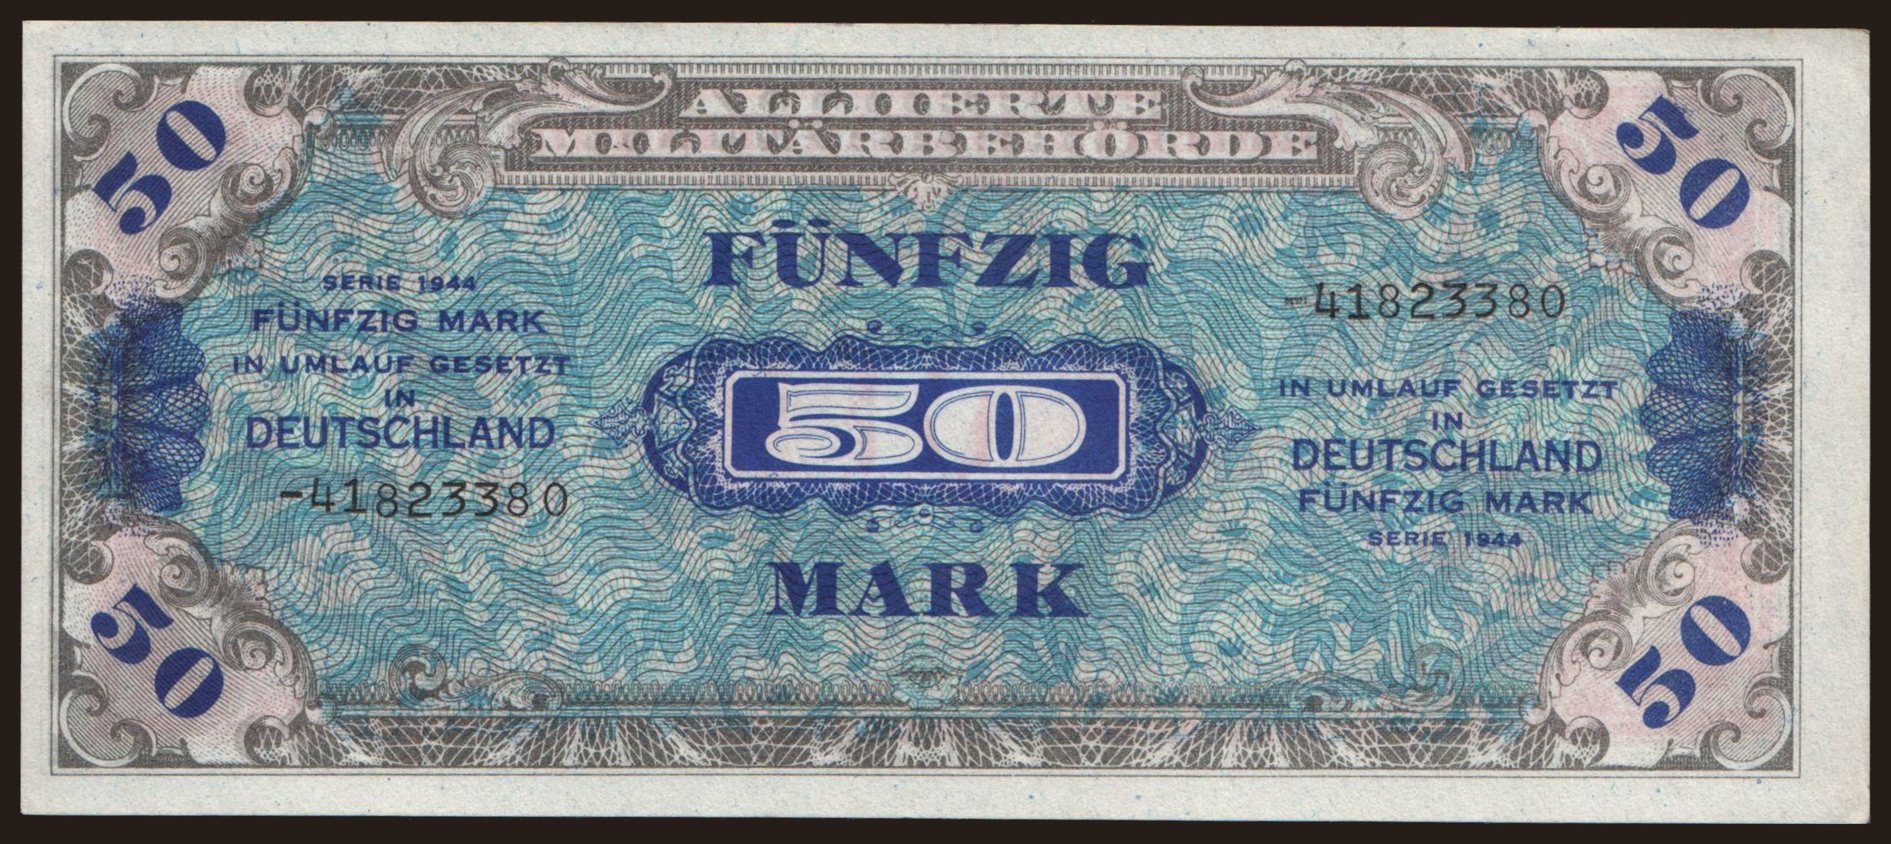 ALLIIERTE
MILITÄRBEHÖRDE
50
50
FÜNFZIG
SERIE 1944
FÜNFZIG MARK
IN UMLAUF GESETZT
IN
DEUTSCHLAND
-41823380
50
-41823380
IN UMLAUF GESETZT
IN
DEUTSCHLAND
FÜNFZIG MARK
SERIE 1944
MARK
50
50